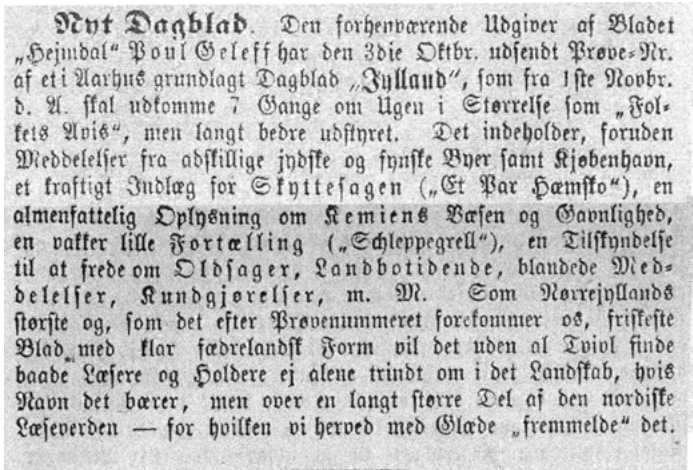 Nyt Dagblad. Den forhenværende Udgiver af Bladet
„Hejmdal“ Poul Geleff har den 3die Oktbr. udsendt Prøve-Nr.
af et i Aarhus grundlagt Dagblad „Jylland“, som fra 1ste Novbr.
d. A. skal udkomme 7 Gange om Ugen i Størrelse som „Fol-
kets Avis“, men langt bedre udstyret. Det indeholder, foruden
Meddelelser fra adskillige jydske og fynske Byer samt Kjøbenhavn,
et kraftigt Indlæg for Skyttesagen („Et Par Hæmsko“), en
almenfattelig Oplysning om Kemiens Væsen og Gavnlighed,
en vakker lille Fortælling („Schleppegrell“), en Tilskyndelse
til at frede om Oldsager, Landbotidende, blandede Med-
delelser, Kundgjørelser, m. M. Som Nørrejyllands
største og, som det efter Prøvenummeret forekommer os, friskeste
Blad med klar fædrelandsk Form vil det uden al Tvivl finde
baade Læsere og Holdere ej alene trindt om i det Landskab, hvis
Navn det bærer, men over en langt større Del af den nordiske
Læseverden — for hvilken vi herved med Glæde „fremmelde“ det.